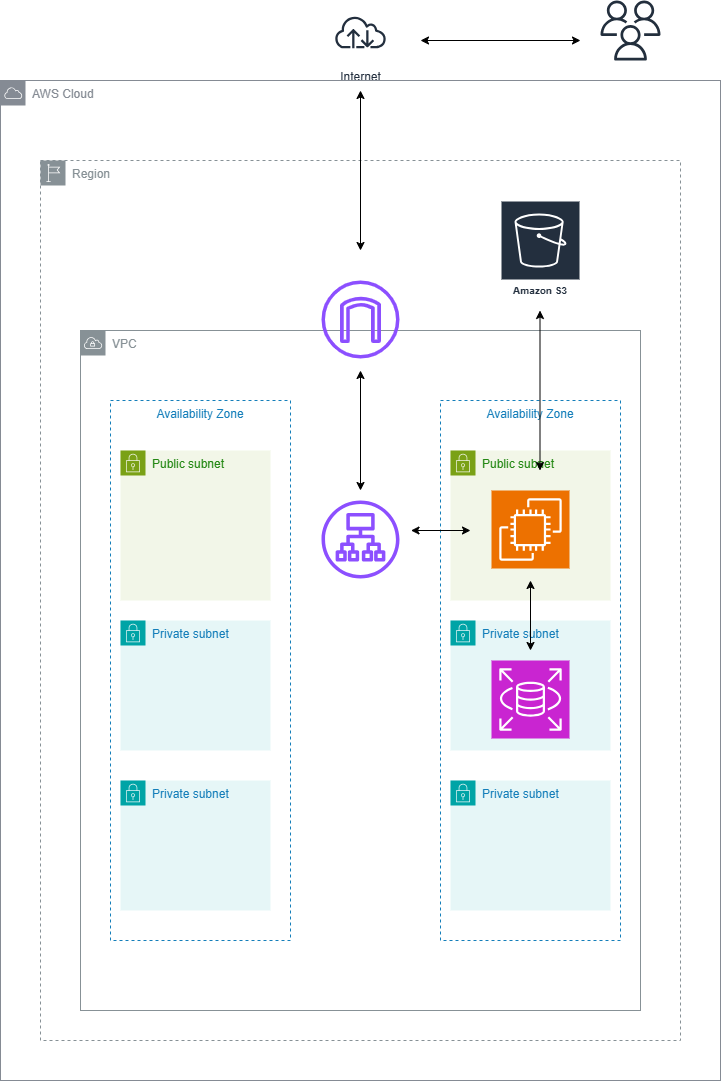 Internet
AWS Cloud
Region
Amazon S3
VPC
Availability Zone
Availability Zone
Public subnet
Public subnet
Private subnet
Private subnet
Private subnet
Private subnet